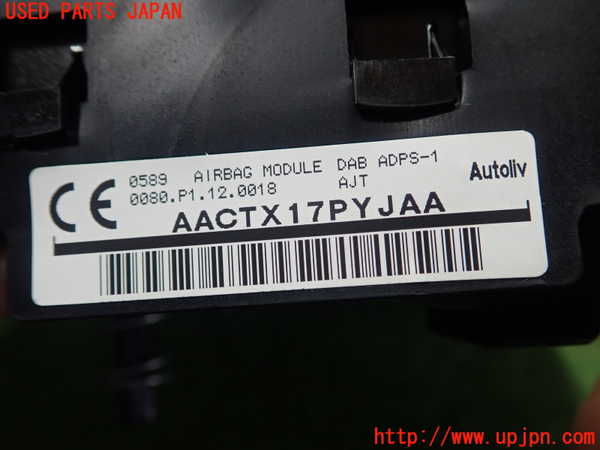 USED PARTS JAPAN
0589 AIRBAG MODULE DAB ADPS-1
0080.P1.12.0018 AJT
Autoliv
CE
AACTX17PYJAA
http://www.upjpn.com/